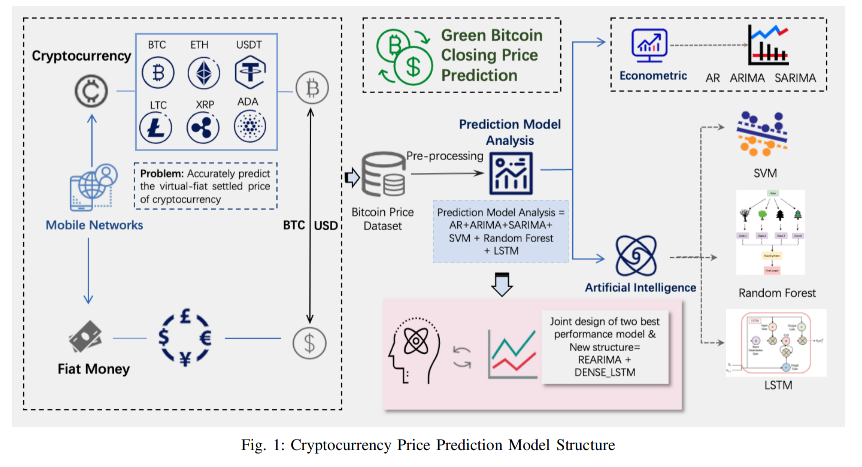 Cryptocurrency
BTC
ETH
USDT
LTC
XRP
ADA
Problem: Accurately predict
the virtual-fiat settled price
of cryptocurrency
Mobile Networks
BTC
USD
Fiat Money
Green Bitcoin
Closing Price
Prediction
Bitcoin Price
Dataset
Pre-processing
Prediction Model
Analysis
Prediction Model Analysis =
AR+ARIMA+SARIMA+
SVM + Random Forest
+ LSTM
Joint design of two best
performance model &
New structure=
REARIMA +
DENSE_LSTM
Econometric
AR ARIMA SARIMA
Artificial Intelligence
SVM
Random Forest
LSTM
Fig. 1: Cryptocurrency Price Prediction Model Structure